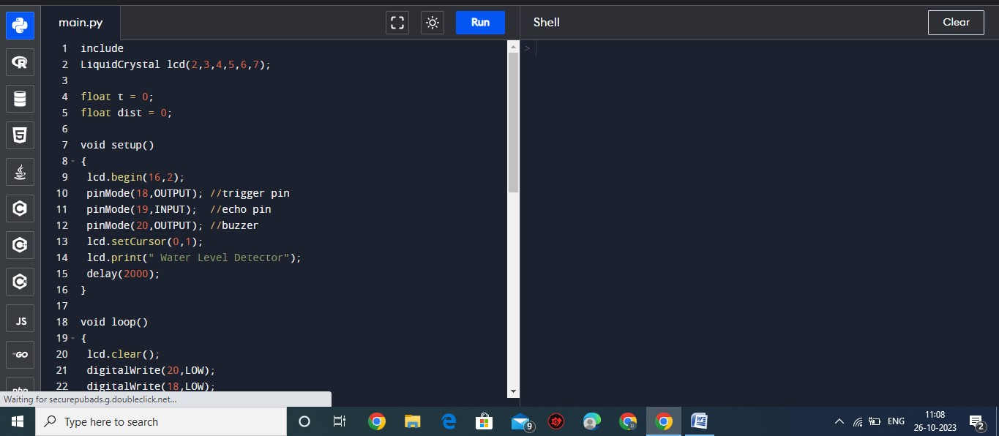 main.py
Run
Shell
Clear
1 include
2 LiquidCrystal lcd(2,3,4,5,6,7);
3
4 float t = 0;
5 float dist = 0;
6
7 void setup()
8 {
9 lcd.begin(16,2);
10 pinMode(18,OUTPUT); //trigger pin
11 pinMode(19,INPUT);  //echo pin
12 pinMode(20,OUTPUT); //buzzer
13 lcd.setCursor(0,1);
14 lcd.print(" Water Level Detector");
15 delay(2000);
16 }
17
18 void loop()
19 {
20 lcd.clear();
21 digitalWrite(20,LOW);
22 digitalWrite(18,LOW);
>
R
5
C
C
C
JS
GO
php
Waiting for securepubads.g.doubleclick.net...
Type here to search
9
ENG
11:08
26-10-2023
2